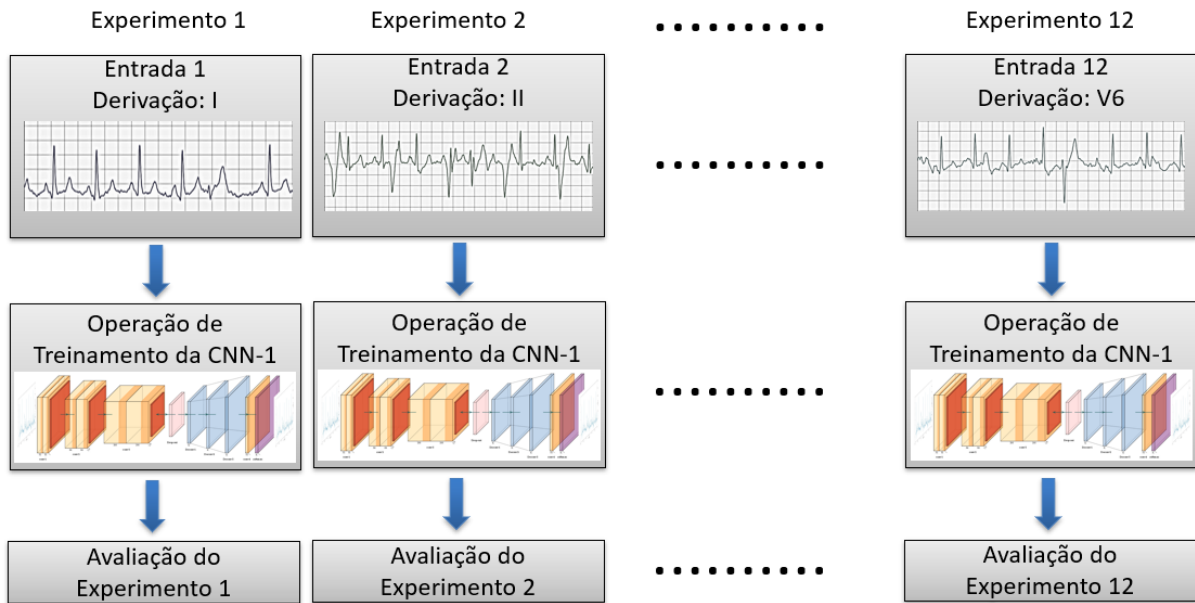 Experimento 1
Experimento 2
Experimento 12
Entrada 1
Derivação: I
Entrada 2
Derivação: II
Entrada 12
Derivação: V6
Operação de
Treinamento da CNN-1
Operação de
Treinamento da CNN-1
Operação de
Treinamento da CNN-1
Avaliação do
Experimento 1
Avaliação do
Experimento 2
Avaliação do
Experimento 12